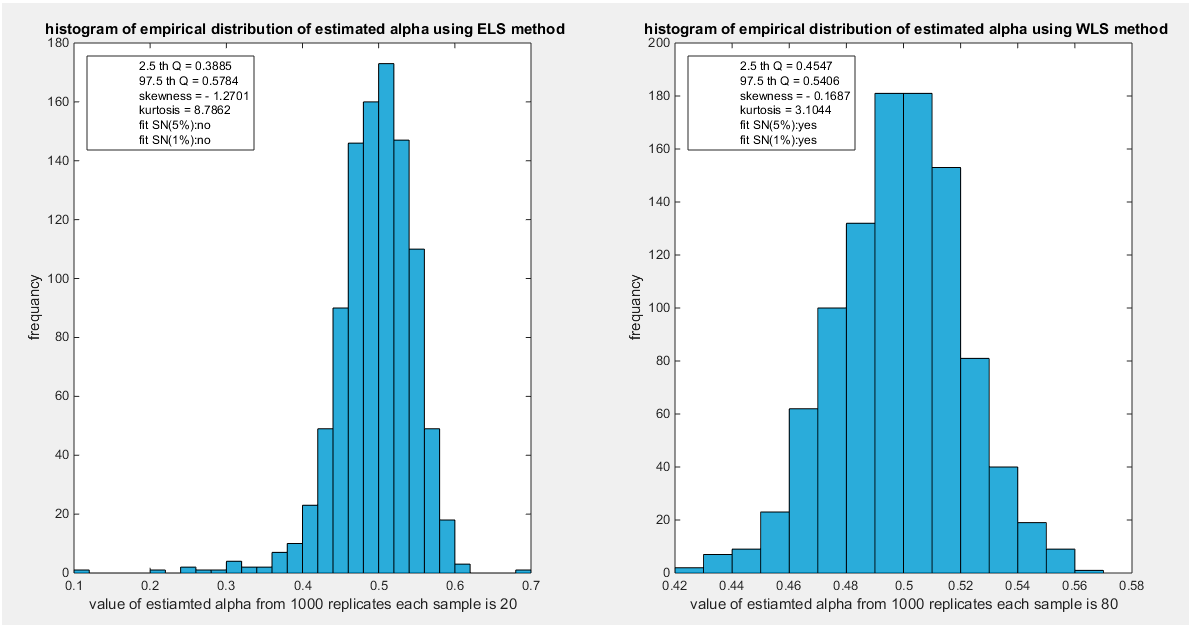 histogram of empirical distribution of estimated alpha using ELS method
180
160
140
120
100
80
60
40
20
0
frequancy
2.5 th Q = 0.3885
97.5 th Q = 0.5784
skewness = - 1.2701
kurtosis = 8.7862
fit SN(5%):no
fit SN(1%):no
0.1 0.2 0.3 0.4 0.5 0.6 0.7
value of estiamted alpha from 1000 replicates each sample is 20
histogram of empirical distribution of estimated alpha using WLS method
200
180
160
140
120
100
80
60
40
20
0
frequancy
2.5 th Q = 0.4547
97.5 th Q = 0.5406
skewness = - 0.1687
kurtosis = 3.1044
fit SN(5%):yes
fit SN(1%):yes
0.42 0.44 0.46 0.48 0.5 0.52 0.54 0.56 0.58
value of estiamted alpha from 1000 replicates each sample is 80